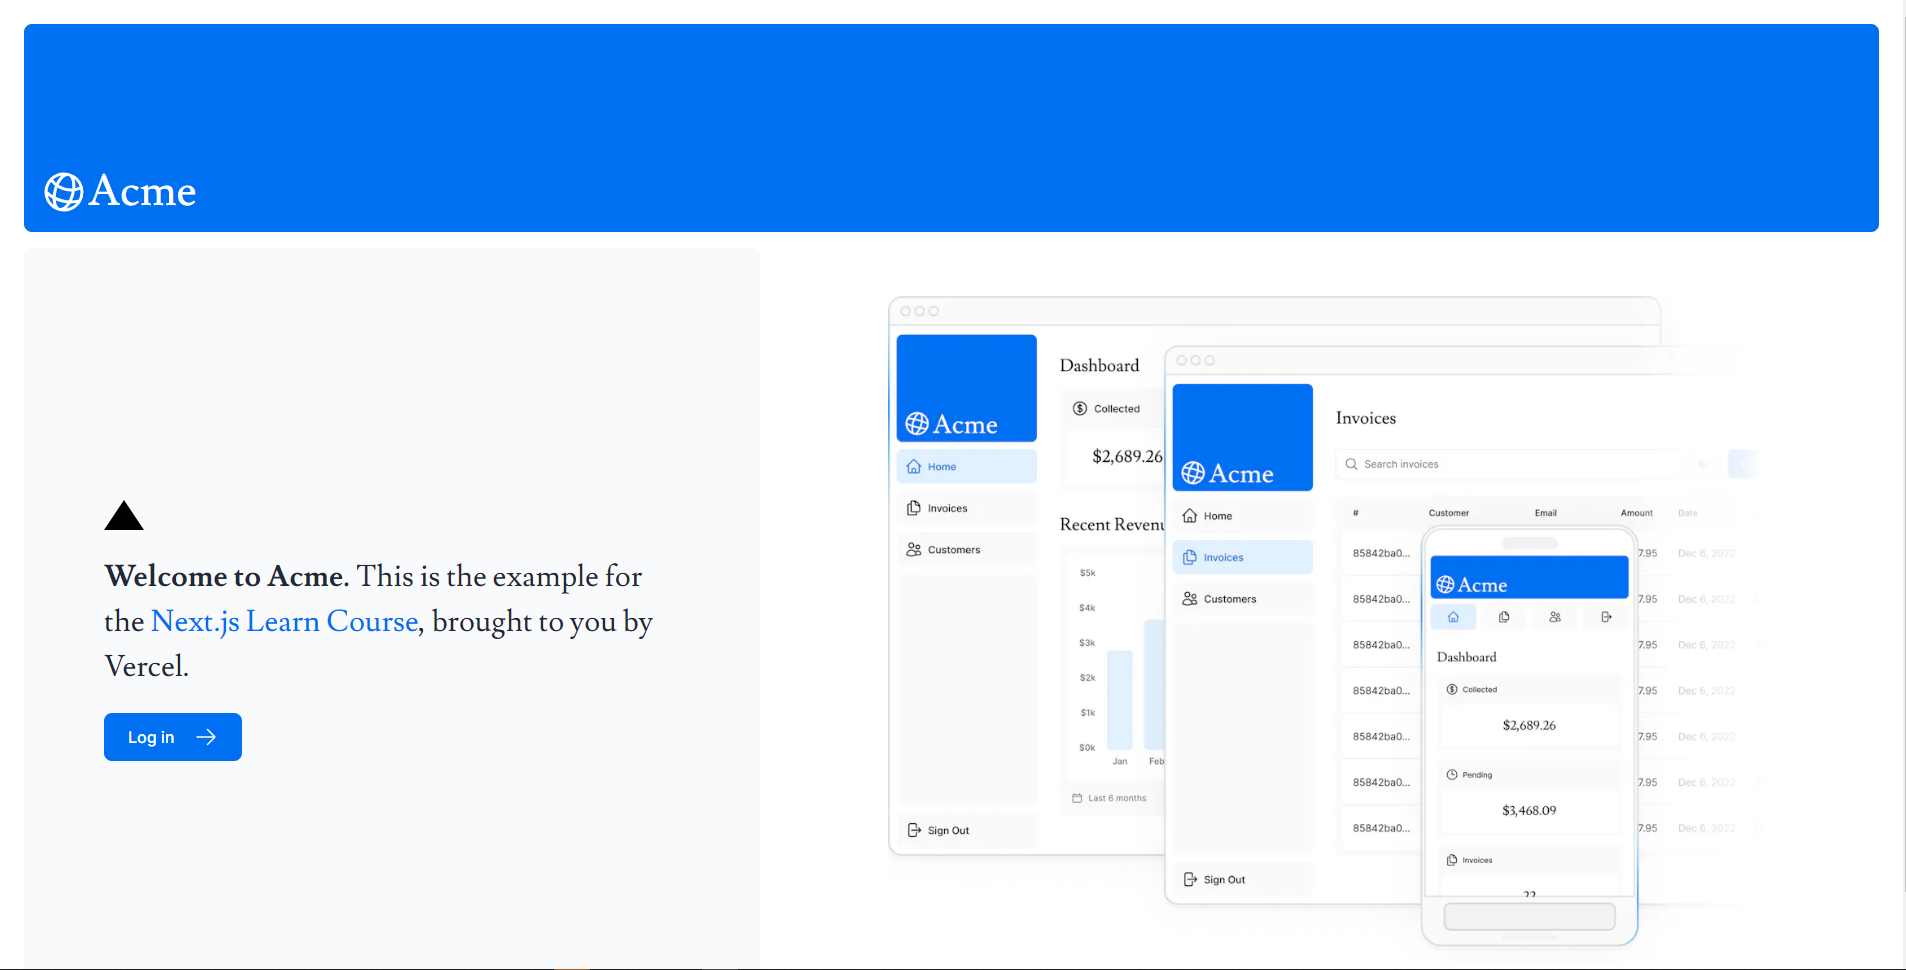 Acme
Welcome to Acme. This is the example for
the Next.js Learn Course, brought to you by
Vercel.
Log in
Acme
Home
Invoices
Customers
Sign Out
Dashboard
Collected
$2,689.26
Recent Revenu
$5k
$4k
$3k
$2k
$1k
$0k
Jan
Feb
Last 6 months
Acme
Home
Invoices
Customers
Sign Out
Invoices
Search invoices
# Customer Email Amount Date
85842ba0... 7.95 Dec 6, 2022
85842ba0... 7.95 Dec 6, 2022
85842ba0... 7.95 Dec 6, 2022
85842ba0... 7.95 Dec 6, 2022
85842ba0... 7.95 Dec 6, 2022
85842ba0... 7.95 Dec 6, 2022
85842ba0... 7.95 Dec 6, 2022
Acme
Dashboard
Collected
$2,689.26
Pending
$3,468.09
Invoices
22